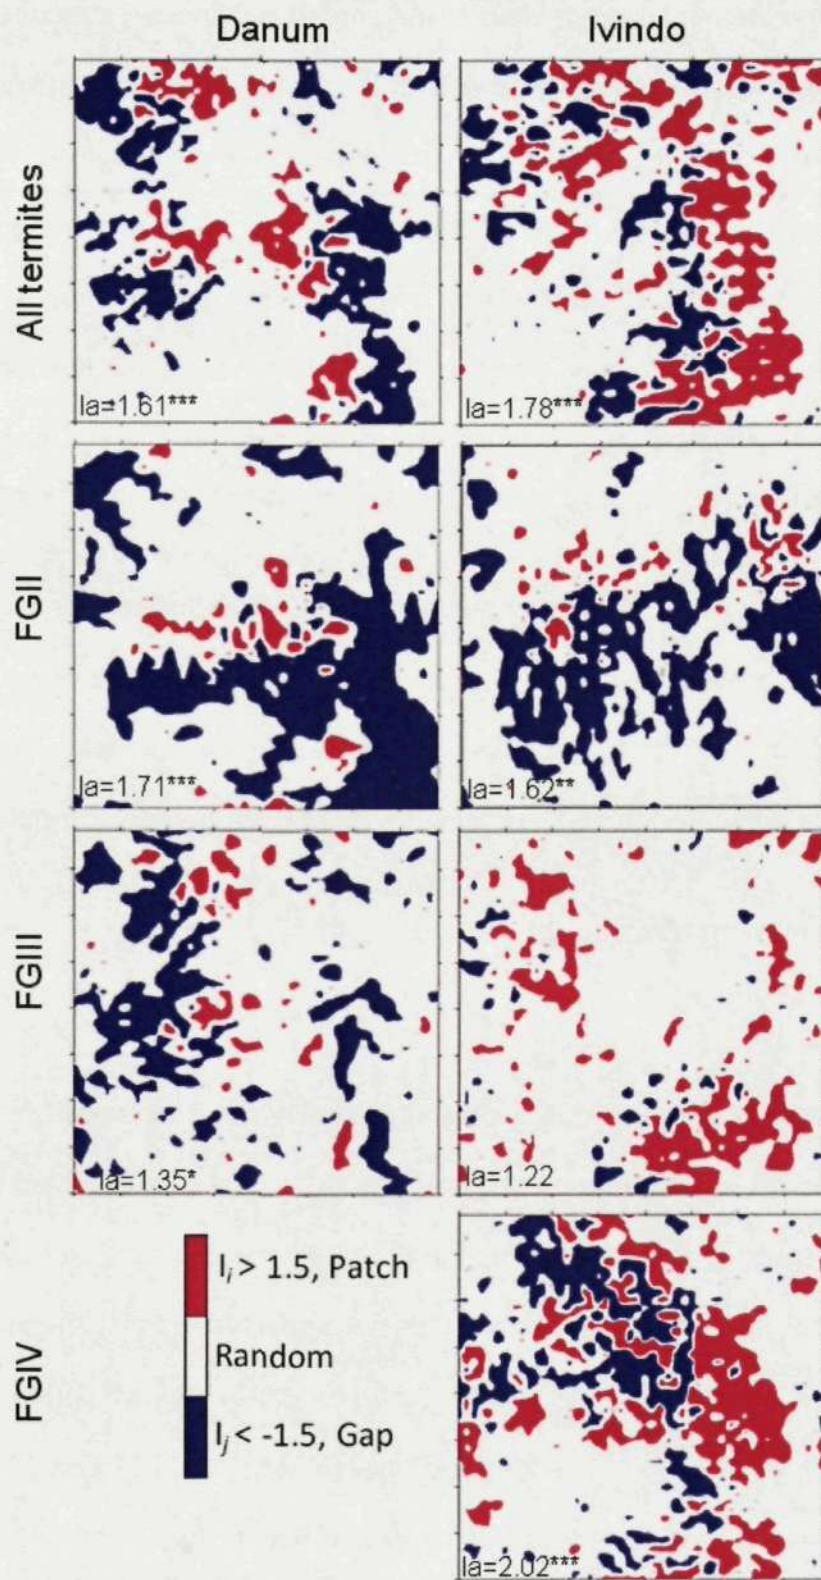 Danum Ivindo
All termites
Ia=1.61*** Ia=1.78***
FGII
Ia=1.71*** Ia=1.62**
FGIII
Ia=1.35* Ia=1.22
FGIV
Ii > 1.5, Patch
Random
Ij < -1.5, Gap
Ia=2.02***